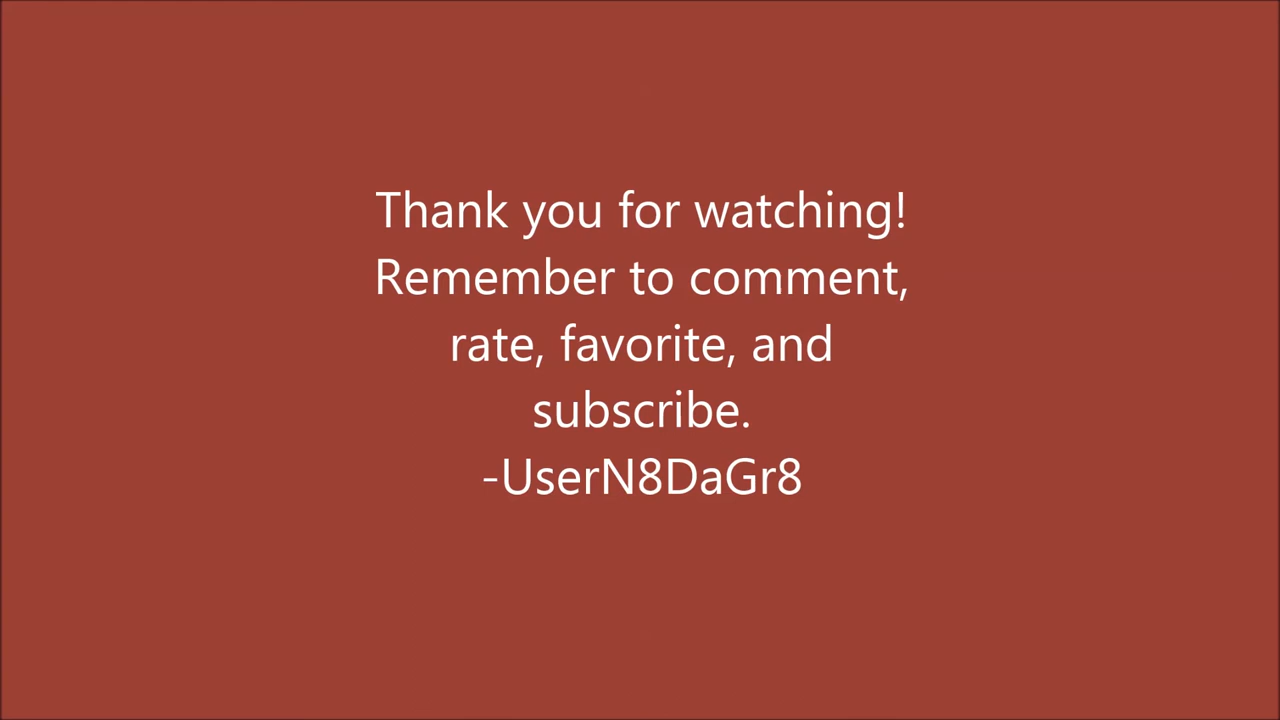 Thank you for watching!
Remember to comment,
rate, favorite, and
subscribe.
-UserN8DaGr8